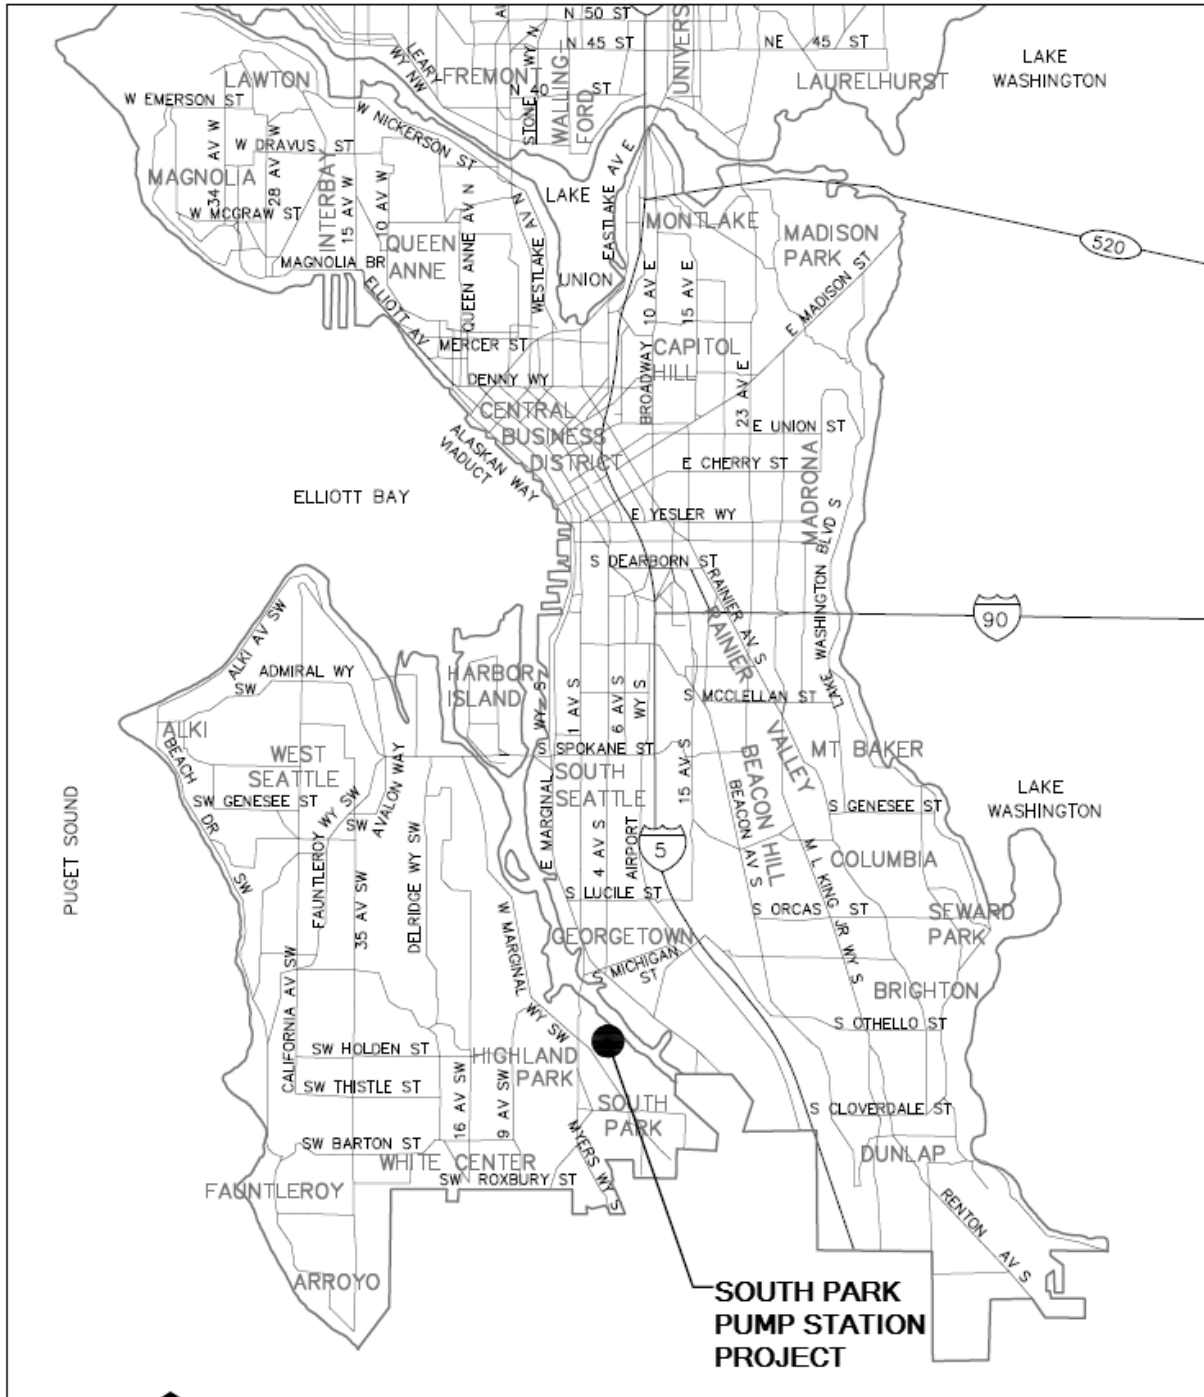 N 50 ST
N 45 ST
NE 45 ST
LEARY
WY NW
FREMONT
N 40 ST
STONE WY N
WALLING-
FORD
UNIVERS
LAURELHURST
LAKE
WASHINGTON
LAWTON
W EMERSON ST
W NICKERSON ST
W DRAVUS ST
MAGNOLIA
34 AV W
28 AV W
INTERBAY
15 AV W
10 AV W
W MCGRAW ST
MAGNOLIA BR
QUEEN
ANNE
QUEEN ANNE AV N
WESTLAKE AV N
LAKE
UNION
EASTLAKE AV E
MONTLAKE
MADISON
PARK
520
E MADISON ST
10 AV E
15 AV E
ELLIOTT AV
MERCER ST
DENNY WY
BROADWAY
CAPITOL
HILL
23 AV E
CENTRAL
BUSINESS
DISTRICT
ALASKAN WAY
VIADUCT
E UNION ST
E CHERRY ST
MADRONA
ELLIOTT BAY
E YESLER WY
S DEARBORN ST
LAKE WASHINGTON BLVD S
RAINIER AV S
RAINIER
VALLEY
90
ALKI AV SW
ADMIRAL WY
SW
HARBOR
ISLAND
WY S
1 AV S
6 AV S
WY S
S MCCLELLAN ST
LAKE
ALKI
BEACH
DR
SW
WEST
SEATTLE
S SPOKANE ST
SOUTH
SEATTLE
15 AV S
BEACON HILL
BEACON AV S
MT BAKER
LAKE
WASHINGTON
SW GENESEE ST
FAUNTLEROY WY SW
SW
AVALON WAY
DELRIDGE WY SW
35 AV SW
E MARGINAL
4 AV S
AIRPORT
5
S GENESEE ST
M L KING JR WY S
COLUMBIA
PUGET SOUND
S LUCILE ST
S ORCAS ST
SEWARD
PARK
GEORGETOWN
S MICHIGAN
ST
W MARGINAL WY SW
BRIGHTON
S OTHELLO ST
CALIFORNIA AV SW
SW HOLDEN ST
HIGHLAND
PARK
SW THISTLE ST
16 AV SW
9 AV SW
SOUTH
PARK
S CLOVERDALE ST
SW BARTON ST
WHITE CENTER
MYERS WY S
DUNLAP
FAUNTLEROY
SW ROXBURY ST
RENTON AV S
ARROYO
SOUTH PARK
PUMP STATION
PROJECT